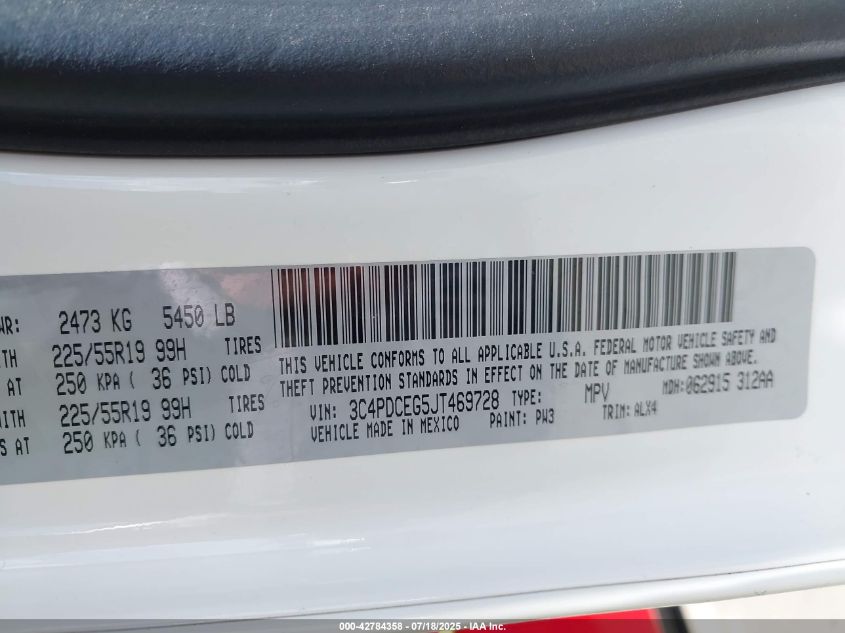 WR: 2473 KG 5450 LB
ITH 225/55R19 99H TIRES
AT 250 KPA ( 36 PSI) COLD
ITH 225/55R19 99H TIRES
S AT 250 KPA ( 36 PSI) COLD
THIS VEHICLE CONFORMS TO ALL APPLICABLE U.S.A. FEDERAL MOTOR VEHICLE SAFETY AND
THEFT PREVENTION STANDARDS IN EFFECT ON THE DATE OF MANUFACTURE SHOWN ABOVE.
VIN: 3C4PDCEG5JT469728 TYPE: MPV MDH:062915 312AA
VEHICLE MADE IN MEXICO PAINT: PW3 TRIM: ALX4
000-42784358 - 07/18/2025 - IAA Inc.